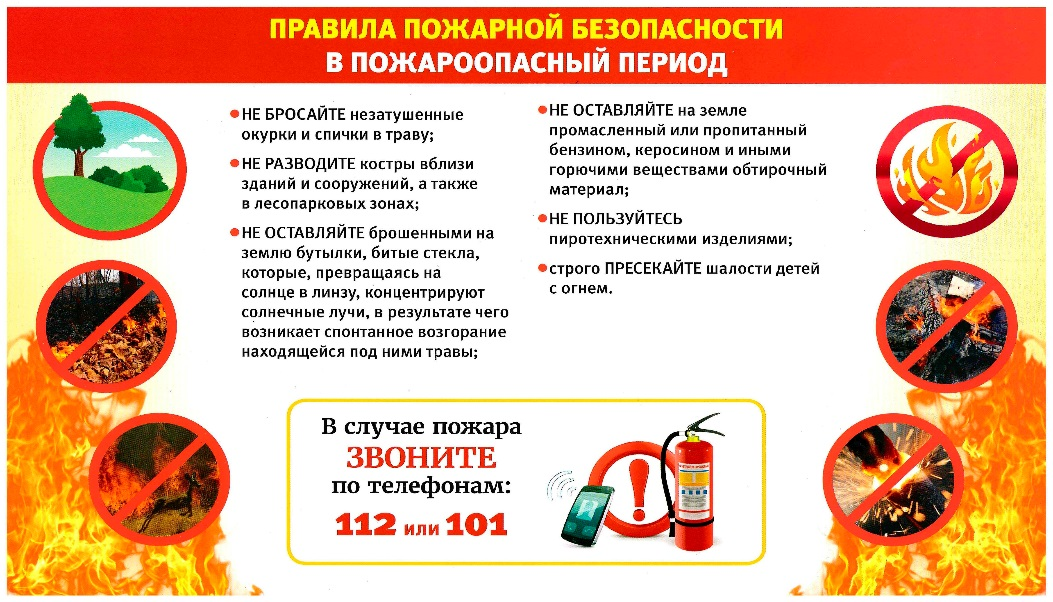 ПРАВИЛА ПОЖАРНОЙ БЕЗОПАСНОСТИ
В ПОЖАРООПАСНЫЙ ПЕРИОД
•НЕ БРОСАЙТЕ незатушенные
окурки и спички в траву;
•НЕ РАЗВОДИТЕ костры вблизи
зданий и сооружений, а также
в лесопарковых зонах;
•НЕ ОСТАВЛЯЙТЕ брошенными на
землю бутылки, битые стекла,
которые, превращаясь на
солнце в линзу, концентрируют
солнечные лучи, в результате чего
возникает спонтанное возгорание
находящейся под ними травы;
•НЕ ОСТАВЛЯЙТЕ на земле
промасленный или пропитанный
бензином, керосином и иными
горючими веществами обтирочный
материал;
•НЕ ПОЛЬЗУЙТЕСЬ
пиротехническими изделиями;
•строго ПРЕСЕКАЙТЕ шалости детей
с огнем.
В случае пожара
ЗВОНИТЕ
по телефонам:
112 или 101